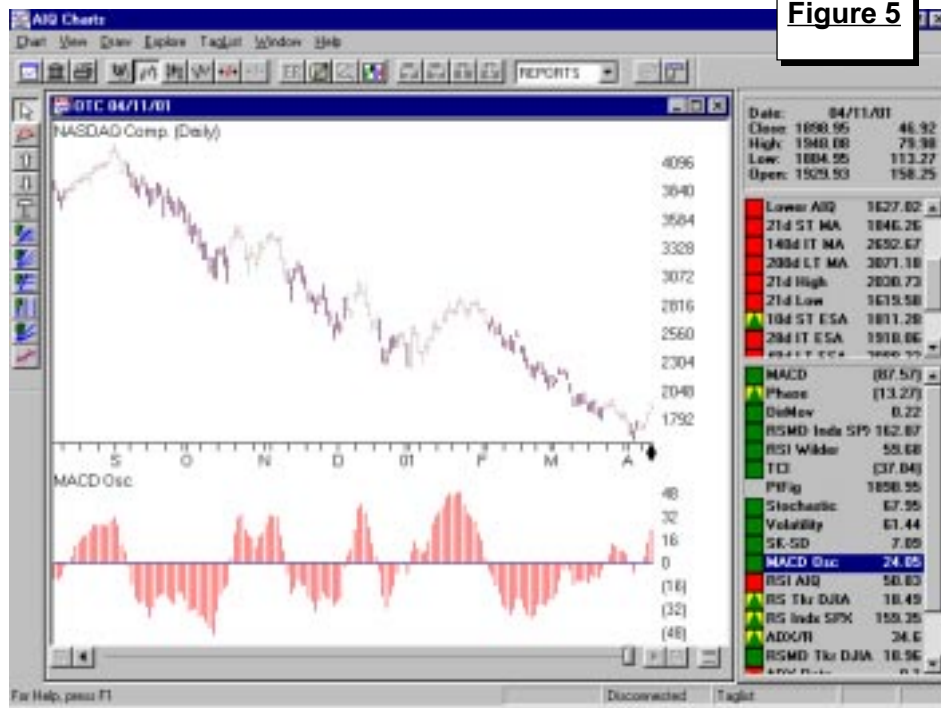 Figure 5
AIQ Charts
Chart View Draw Explore TagList Window Help
REPORTS
OTC 04/11/01
NASDAQ Comp. (Daily)
4096
3840
3584
3328
3072
2816
2560
2304
2048
1792
S O N D 01 F M A
MACD Osc
48
32
16
0
(16)
(32)
(48)
Date: 04/11/01
Close: 1898.95 46.92
High: 1948.08 79.98
Low: 1884.95 113.27
Open: 1929.93 158.25
Lower AIQ 1627.02
21d ST MA 1846.26
140d IT MA 2692.67
200d LT MA 3071.18
21d High 2030.73
21d Low 1619.58
10d ST ESA 1811.28
28d IT ESA 1918.06
MACD (87.57)
Phase (13.27)
DirMov 0.22
RSMD Indx SPX 162.87
RSI Wilder 59.68
TCI (37.04)
PtFig 1898.95
Stochastic 67.95
Volatility 61.44
SK-SD 7.09
MACD Osc 24.05
RSI AIQ 50.83
RS Tkr DJIA 18.49
RS Indx SPX 159.35
ADX/R 34.6
RSMD Tkr DJIA 18.96
For Help, press F1
Disconnected
Taglist